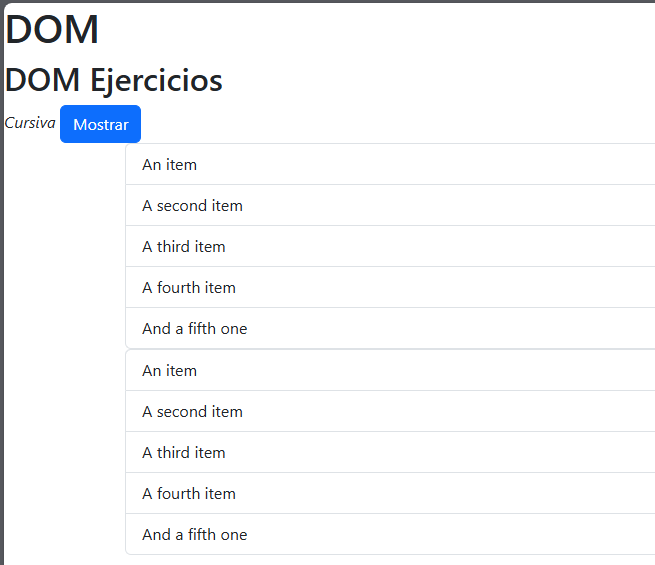 DOM
DOM Ejercicios
Cursiva Mostrar
An item
A second item
A third item
A fourth item
And a fifth one
An item
A second item
A third item
A fourth item
And a fifth one